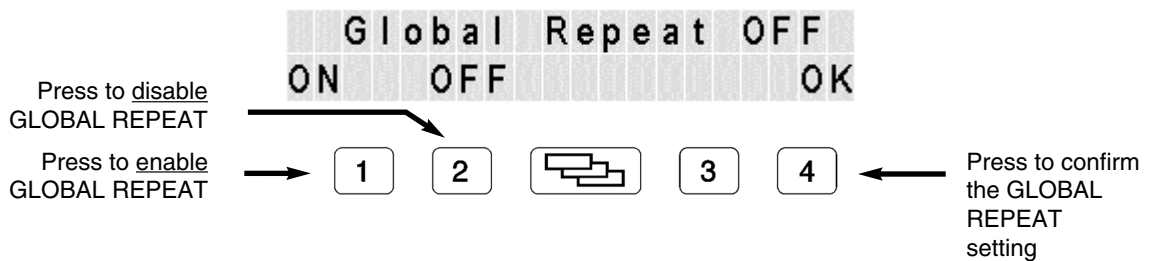 Global Repeat OFF
ON OFF OK
Press to disable
GLOBAL REPEAT
Press to enable
GLOBAL REPEAT
1 2 3 4
Press to confirm
the GLOBAL
REPEAT
setting